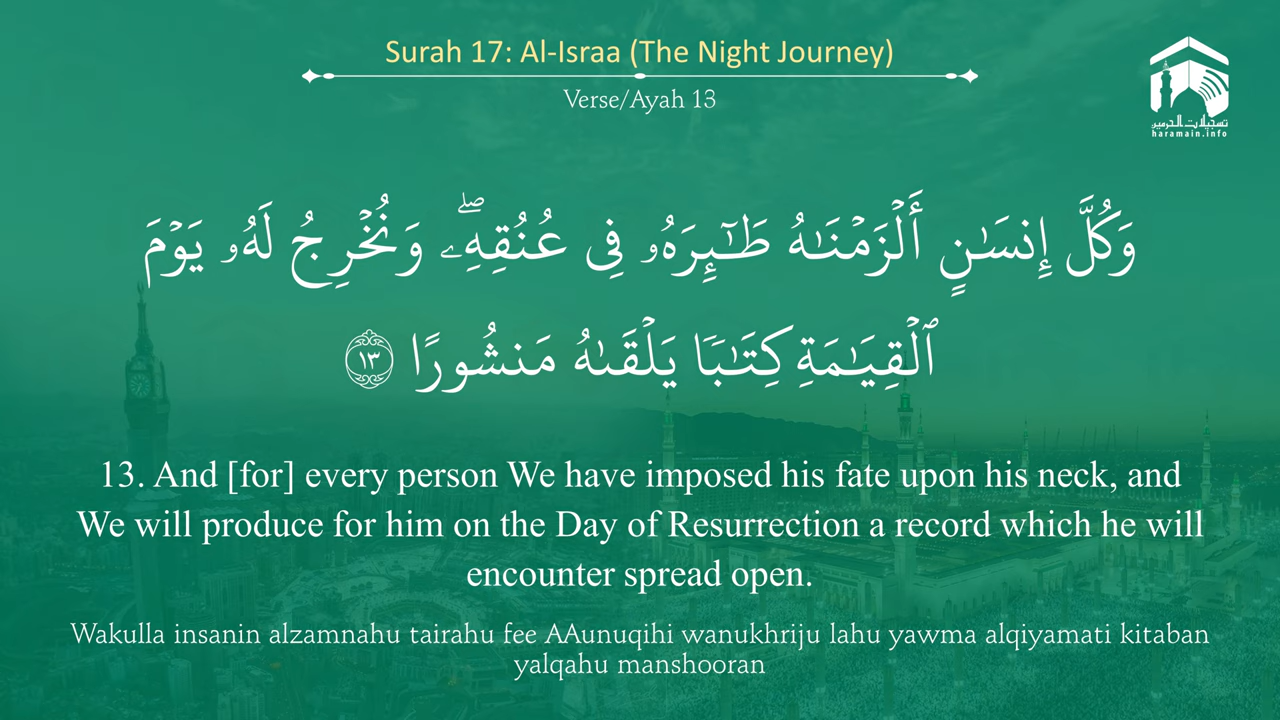 Surah 17: Al-Israa (The Night Journey)
Verse/Ayah 13
تسجيلات الحرمين
haramain.info
وَكُلَّ إِنسَـٰنٍ أَلْزَمْنَـٰهُ طَـٰٓئِرَهُۥ فِى عُنُقِهِۦ ۖ وَنُخْرِجُ لَهُۥ يَوْمَ
ٱلْقِيَـٰمَةِ كِتَـٰبًا يَلْقَىٰهُ مَنشُورًا ١٣
13. And [for] every person We have imposed his fate upon his neck, and
We will produce for him on the Day of Resurrection a record which he will
encounter spread open.
Wakulla insanin alzamnahu tairahu fee AAunuqihi wanukhriju lahu yawma alqiyamati kitaban
yalqahu manshooran